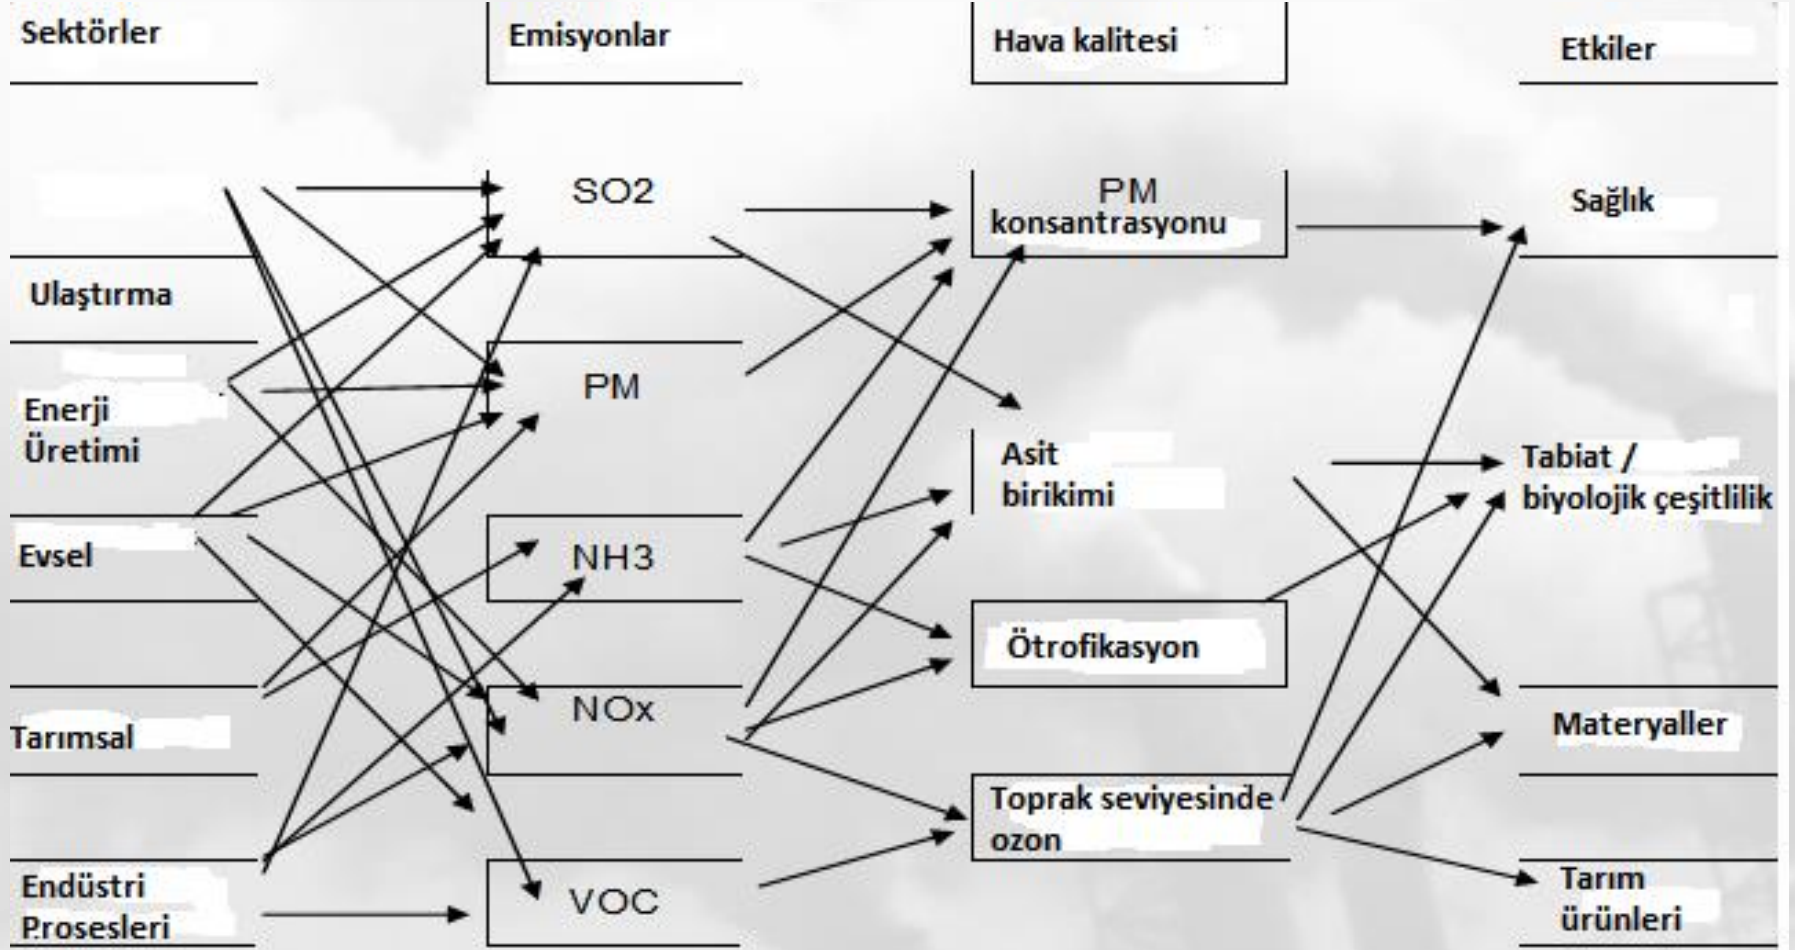 Sektörler
Emisyonlar
Hava kalitesi
Etkiler
SO2
PM
konsantrasyonu
Sağlık
Ulaştırma
PM
Enerji
Üretimi
Asit
birikimi
Tabiat /
biyolojik çeşitlilik
Evsel
NH3
Ötrofikasyon
Tarımsal
NOx
Materyaller
Toprak seviyesinde
ozon
Endüstri
Prosesleri
VOC
Tarım
ürünleri